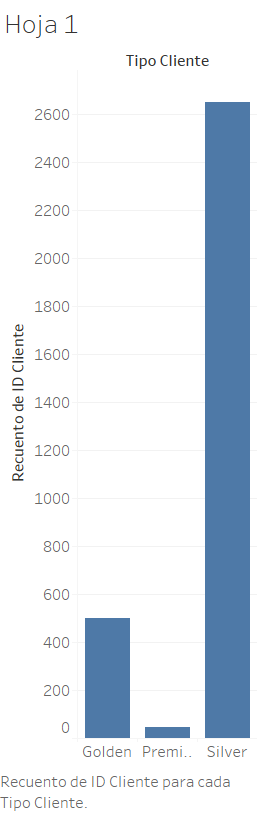 Hoja 1
Tipo Cliente
2600
2400
2200
2000
1800
1600
1400
1200
1000
800
600
400
200
0
Recuento de ID Cliente
Golden Premi.. Silver
Recuento de ID Cliente para cada
Tipo Cliente.